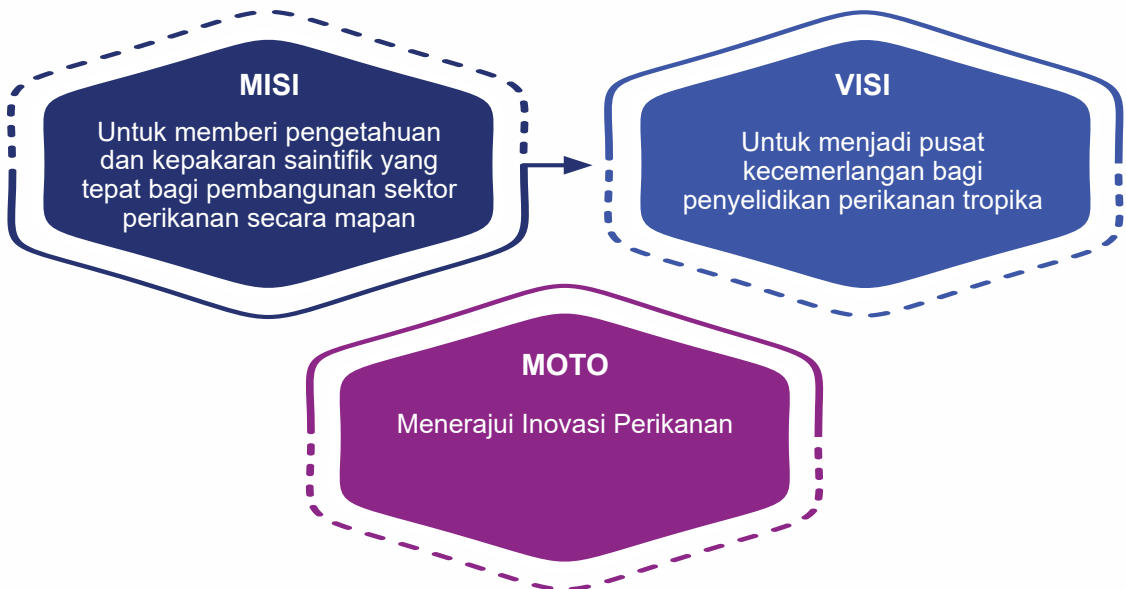 MISI
Untuk memberi pengetahuan
dan kepakaran saintifik yang
tepat bagi pembangunan sektor
perikanan secara mapan
VISI
Untuk menjadi pusat
kecemerlangan bagi
penyelidikan perikanan tropika
MOTO
Menerajui Inovasi Perikanan